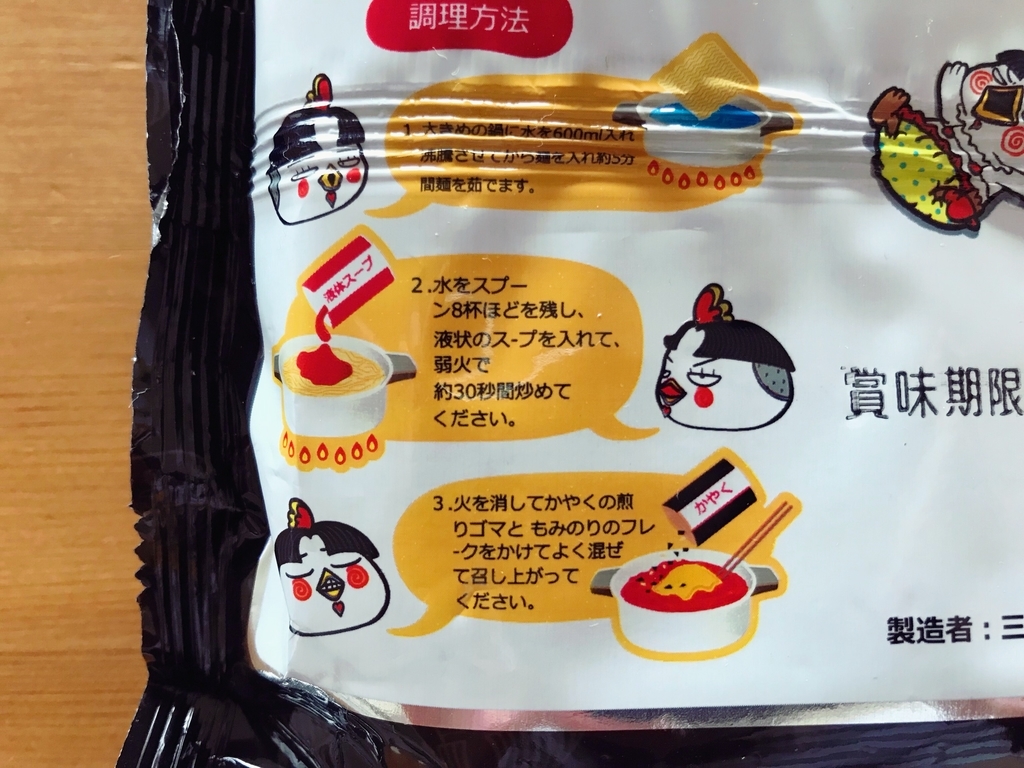 調理方法
1. 大きめの鍋に水を600ml入れ
沸騰させてから麺を入れ約5分
間麺を茹でます。
液体スープ
2.水をスプー
ン8杯ほどを残し、
液状のス-プを入れて、
弱火で
約30秒間炒めて
ください。
賞味期限
かやく
3.火を消してかやくの煎
りゴマと もみのりのフレ
-クをかけてよく混ぜ
て召し上がって
ください。
製造者：三